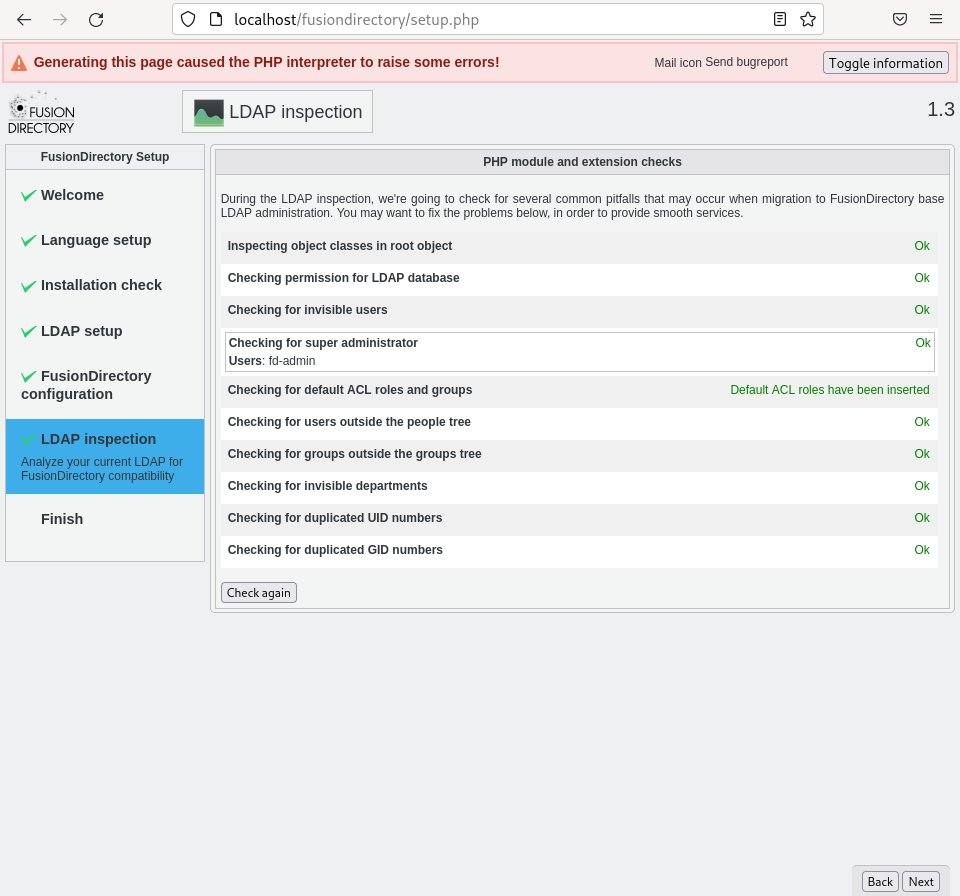 localhost/fusiondirectory/setup.php
Generating this page caused the PHP interpreter to raise some errors!
Mail icon Send bugreport
Toggle information
FUSION
DIRECTORY
LDAP inspection
1.3
FusionDirectory Setup
Welcome
Language setup
Installation check
LDAP setup
FusionDirectory
configuration
LDAP inspection
Analyze your current LDAP for
FusionDirectory compatibility
Finish
PHP module and extension checks
During the LDAP inspection, we're going to check for several common pitfalls that may occur when migration to FusionDirectory base
LDAP administration. You may want to fix the problems below, in order to provide smooth services.
Inspecting object classes in root object Ok
Checking permission for LDAP database Ok
Checking for invisible users Ok
Checking for super administrator Ok
Users: fd-admin
Checking for default ACL roles and groups Default ACL roles have been inserted
Checking for users outside the people tree Ok
Checking for groups outside the groups tree Ok
Checking for invisible departments Ok
Checking for duplicated UID numbers Ok
Checking for duplicated GID numbers Ok
Check again
Back Next